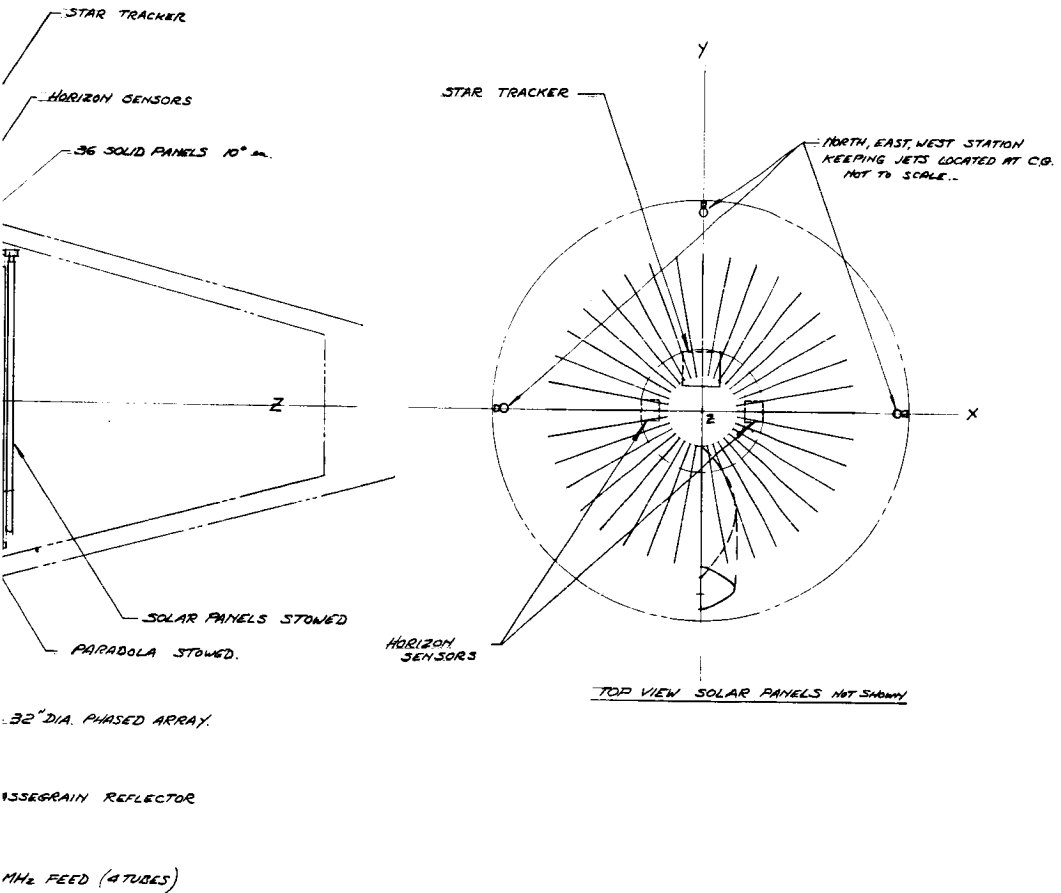 STAR TRACKER
HORIZON SENSORS
36 SOLID PANELS 10° ea.
Z
SOLAR PANELS STOWED
PARABOLA STOWED.
32" DIA. PHASED ARRAY.
ASSEGRAIN REFLECTOR
MHz FEED (4 TUBES)
Y
STAR TRACKER
NORTH, EAST, WEST STATION
KEEPING JETS LOCATED AT C.G.
NOT TO SCALE..
X
Z
HORIZON
SENSORS
TOP VIEW SOLAR PANELS NOT SHOWN